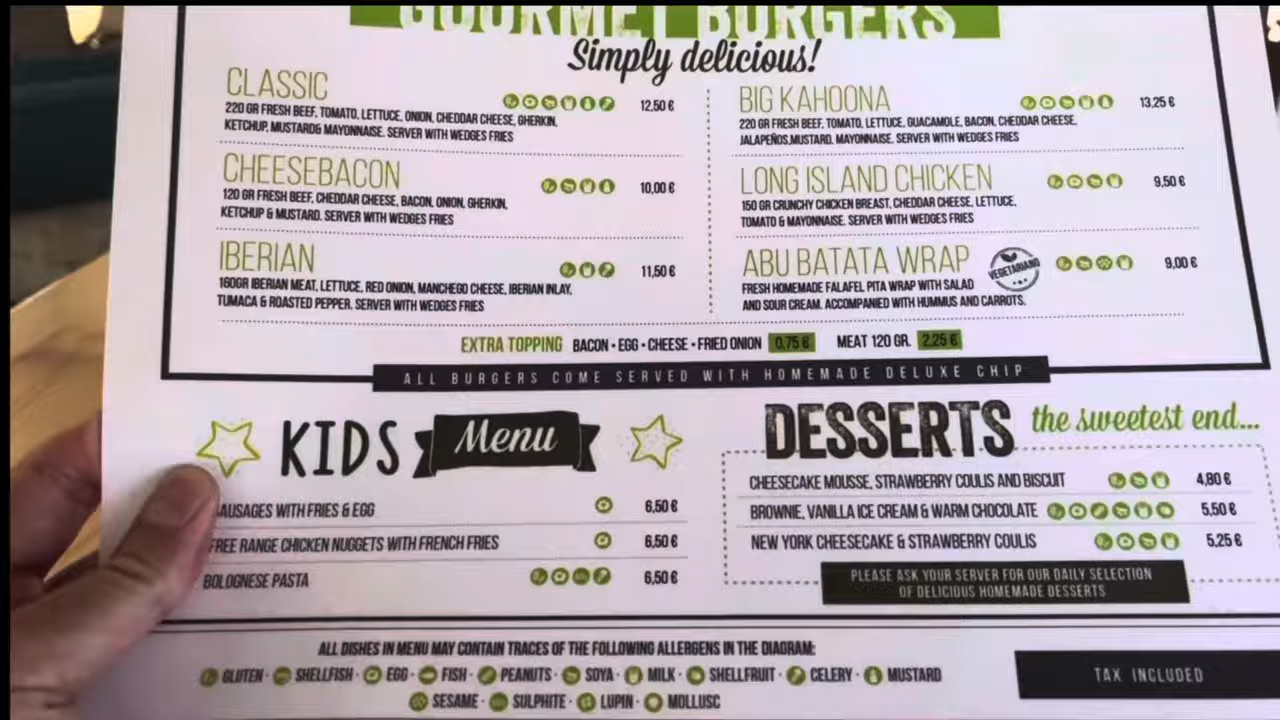 GOURMET BURGERS
Simply delicious!
CLASSIC
12,50 €
220 GR FRESH BEEF, TOMATO, LETTUCE, ONION, CHEDDAR CHEESE, GHERKIN,
KETCHUP, MUSTARD& MAYONNAISE. SERVER WITH WEDGES FRIES
CHEESEBACON
10,00 €
120 GR FRESH BEEF, CHEDDAR CHEESE, BACON, ONION, GHERKIN,
KETCHUP & MUSTARD. SERVER WITH WEDGES FRIES
IBERIAN
11,50 €
160GR IBERIAN MEAT, LETTUCE, RED ONION, MANCHEGO CHEESE, IBERIAN INLAY,
TUMACA & ROASTED PEPPER. SERVER WITH WEDGES FRIES
BIG KAHOONA
13,25 €
220 GR FRESH BEEF, TOMATO, LETTUCE, GUACAMOLE, BACON, CHEDDAR CHEESE,
JALAPEÑOS,MUSTARD, MAYONNAISE. SERVER WITH WEDGES FRIES
LONG ISLAND CHICKEN
9,50 €
150 GR CRUNCHY CHICKEN BREAST, CHEDDAR CHEESE, LETTUCE,
TOMATO & MAYONNAISE. SERVER WITH WEDGES FRIES
ABU BATATA WRAP
VEGETARIANO
9,00 €
FRESH HOMEMADE FALAFEL PITA WRAP WITH SALAD
AND SOUR CREAM. ACCOMPANIED WITH HUMMUS AND CARROTS.
EXTRA TOPPING BACON • EGG • CHEESE • FRIED ONION 0,75 € MEAT 120 GR. 2,25 €
ALL BURGERS COME SERVED WITH HOMEMADE DELUXE CHIP
KIDS Menu
SAUSAGES WITH FRIES & EGG 6,50 €
FREE RANGE CHICKEN NUGGETS WITH FRENCH FRIES 6,50 €
BOLOGNESE PASTA 6,50 €
DESSERTS the sweetest end...
CHEESECAKE MOUSSE, STRAWBERRY COULIS AND BISCUIT 4,80 €
BROWNIE, VANILLA ICE CREAM & WARM CHOCOLATE 5,50 €
NEW YORK CHEESECAKE & STRAWBERRY COULIS 5,25 €
PLEASE ASK YOUR SERVER FOR OUR DAILY SELECTION
OF DELICIOUS HOMEMADE DESSERTS
ALL DISHES IN MENU MAY CONTAIN TRACES OF THE FOLLOWING ALLERGENS IN THE DIAGRAM:
GLUTEN · SHELLFISH · EGG · FISH · PEANUTS · SOYA · MILK · SHELLFRUIT · CELERY · MUSTARD
SESAME · SULPHITE · LUPIN · MOLLUSC
TAX INCLUDED